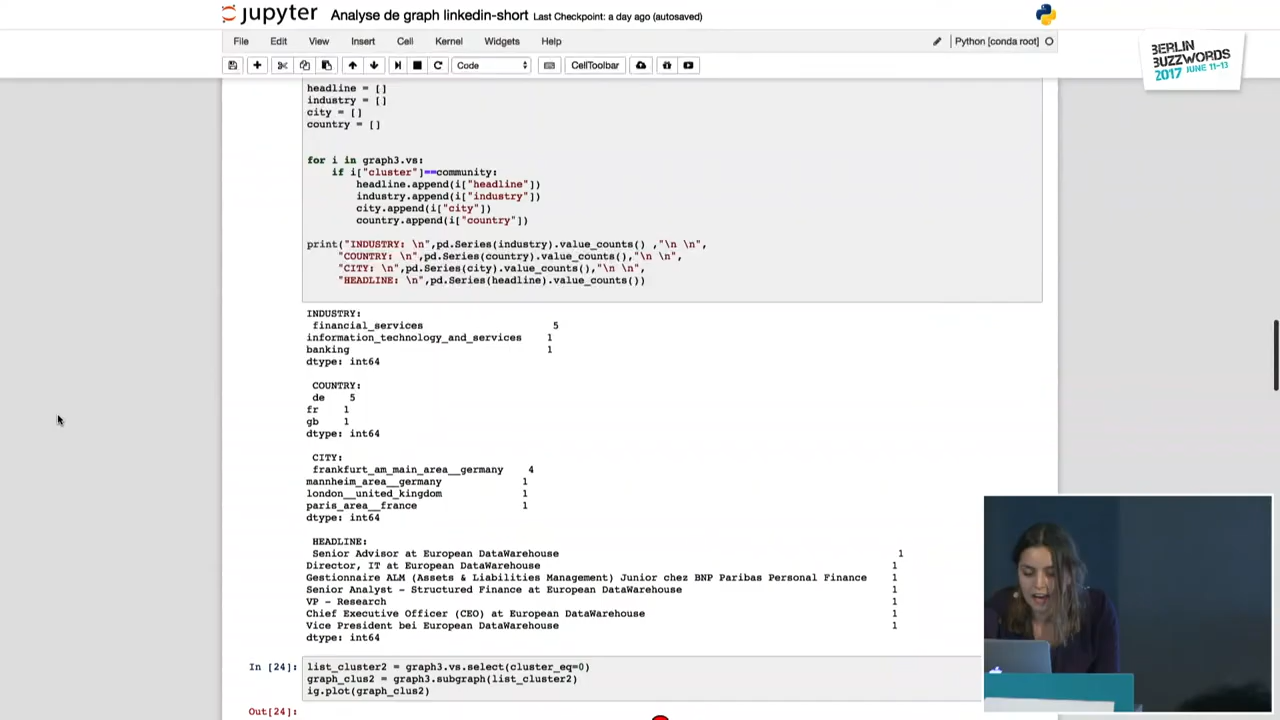 jupyter Analyse de graph linkedin-short Last Checkpoint: a day ago (autosaved)
File Edit View Insert Cell Kernel Widgets Help Python [conda root]
Code CellToolbar
BERLIN
BUZZWORDS
2017 JUNE 11-13
headline = []
industry = []
city = []
country = []
for i in graph3.vs:
if i["cluster"]==community:
headline.append(i["headline"])
industry.append(i["industry"])
city.append(i["city"])
country.append(i["country"])
print("INDUSTRY: \n",pd.Series(industry).value_counts() ,"\n \n",
"COUNTRY: \n",pd.Series(country).value_counts(),"\n \n",
"CITY: \n",pd.Series(city).value_counts(),"\n \n",
"HEADLINE: \n",pd.Series(headline).value_counts())
INDUSTRY:
financial_services 5
information_technology_and_services 1
banking 1
dtype: int64
COUNTRY:
de 5
fr 1
gb 1
dtype: int64
CITY:
frankfurt_am_main_area__germany 4
mannheim_area__germany 1
london__united_kingdom 1
paris_area__france 1
dtype: int64
HEADLINE:
Senior Advisor at European DataWarehouse 1
Director, IT at European DataWarehouse 1
Gestionnaire ALM (Assets & Liabilities Management) Junior chez BNP Paribas Personal Finance 1
Senior Analyst - Structured Finance at European DataWarehouse 1
VP - Research 1
Chief Executive Officer (CEO) at European DataWarehouse 1
Vice President bei European DataWarehouse 1
dtype: int64
In [24]: list_cluster2 = graph3.vs.select(cluster_eq=0)
graph_clus2 = graph3.subgraph(list_cluster2)
ig.plot(graph_clus2)
Out[24]: